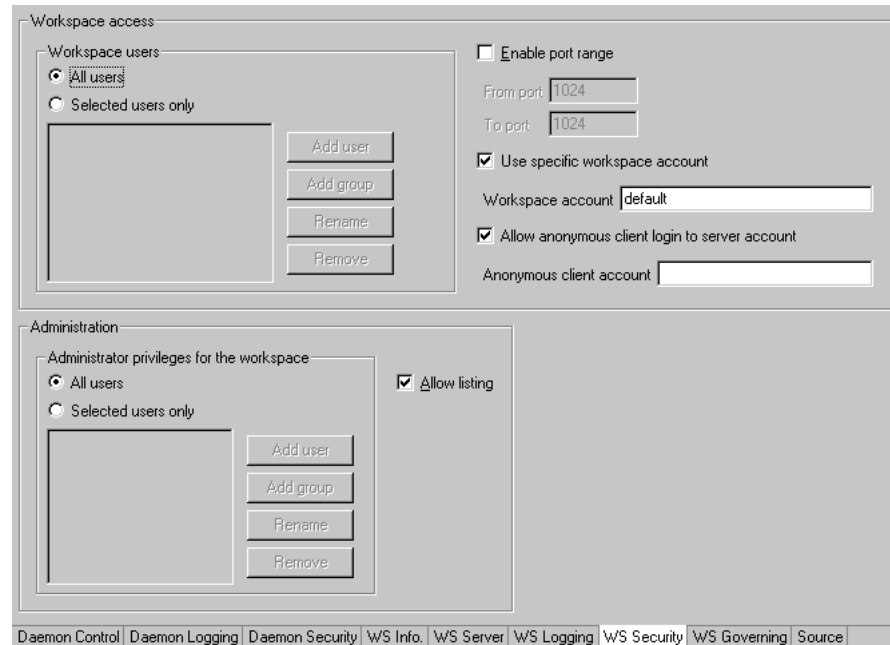 Workspace access
Workspace users
All users
Selected users only
Add user
Add group
Rename
Remove
Enable port range
From port 1024
To port 1024
Use specific workspace account
Workspace account default
Allow anonymous client login to server account
Anonymous client account
Administration
Administrator privileges for the workspace
All users
Selected users only
Add user
Add group
Rename
Remove
Allow listing
Daemon Control Daemon Logging Daemon Security WS Info. WS Server WS Logging WS Security WS Governing Source